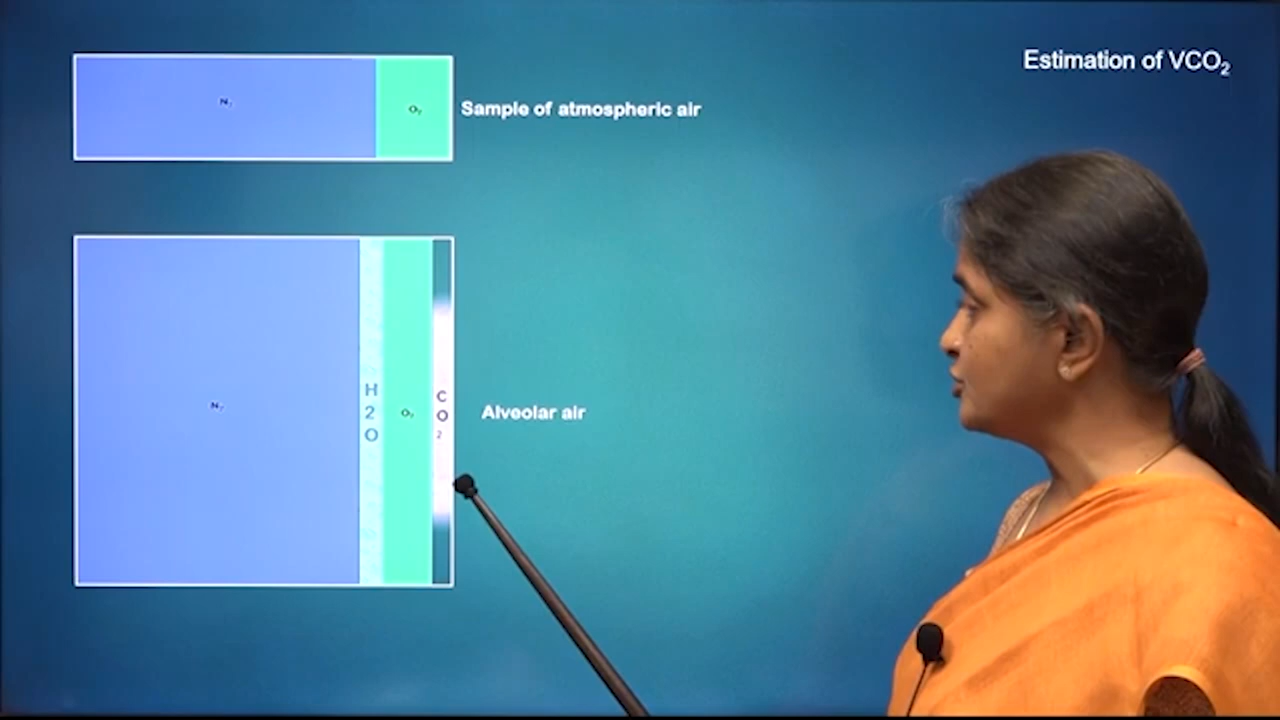 Estimation of VCO₂
N₂
O₂
Sample of atmospheric air
N₂
H
2
O
O₂
C
O
2
Alveolar air